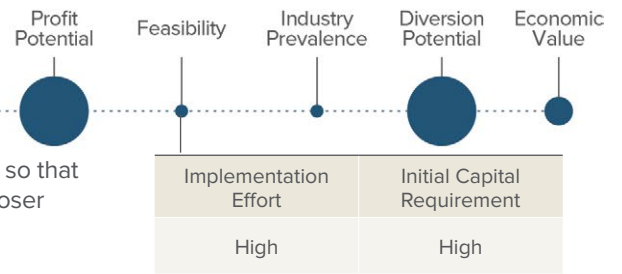 Profit
Potential
Feasibility
Industry
Prevalence
Diversion
Potential
Economic
Value
so that
oser
Implementation
Effort
Initial Capital
Requirement
High
High